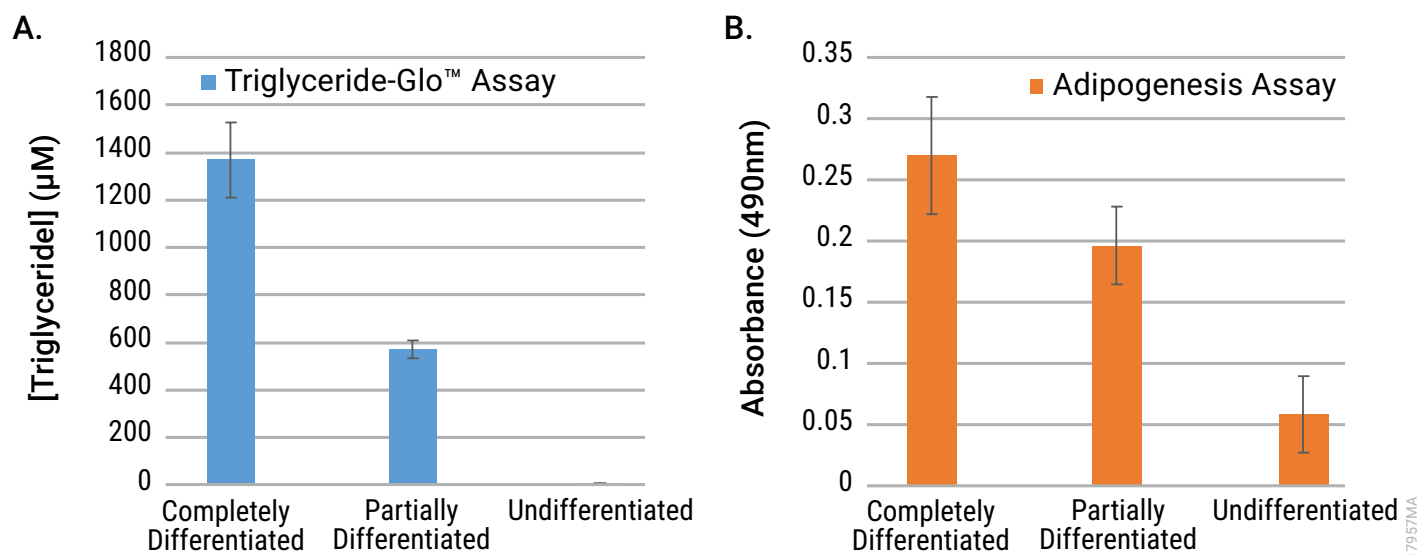 A.
1800
1600
1400
1200
1000
800
600
400
200
0
[Triglyceridel] (µM)
Triglyceride-Glo™ Assay
Completely
Differentiated
Partially
Differentiated
Undifferentiated
B.
0.35
0.3
0.25
0.2
0.15
0.1
0.05
0
Absorbance (490nm)
Adipogenesis Assay
Completely
Differentiated
Partially
Differentiated
Undifferentiated
7957MA